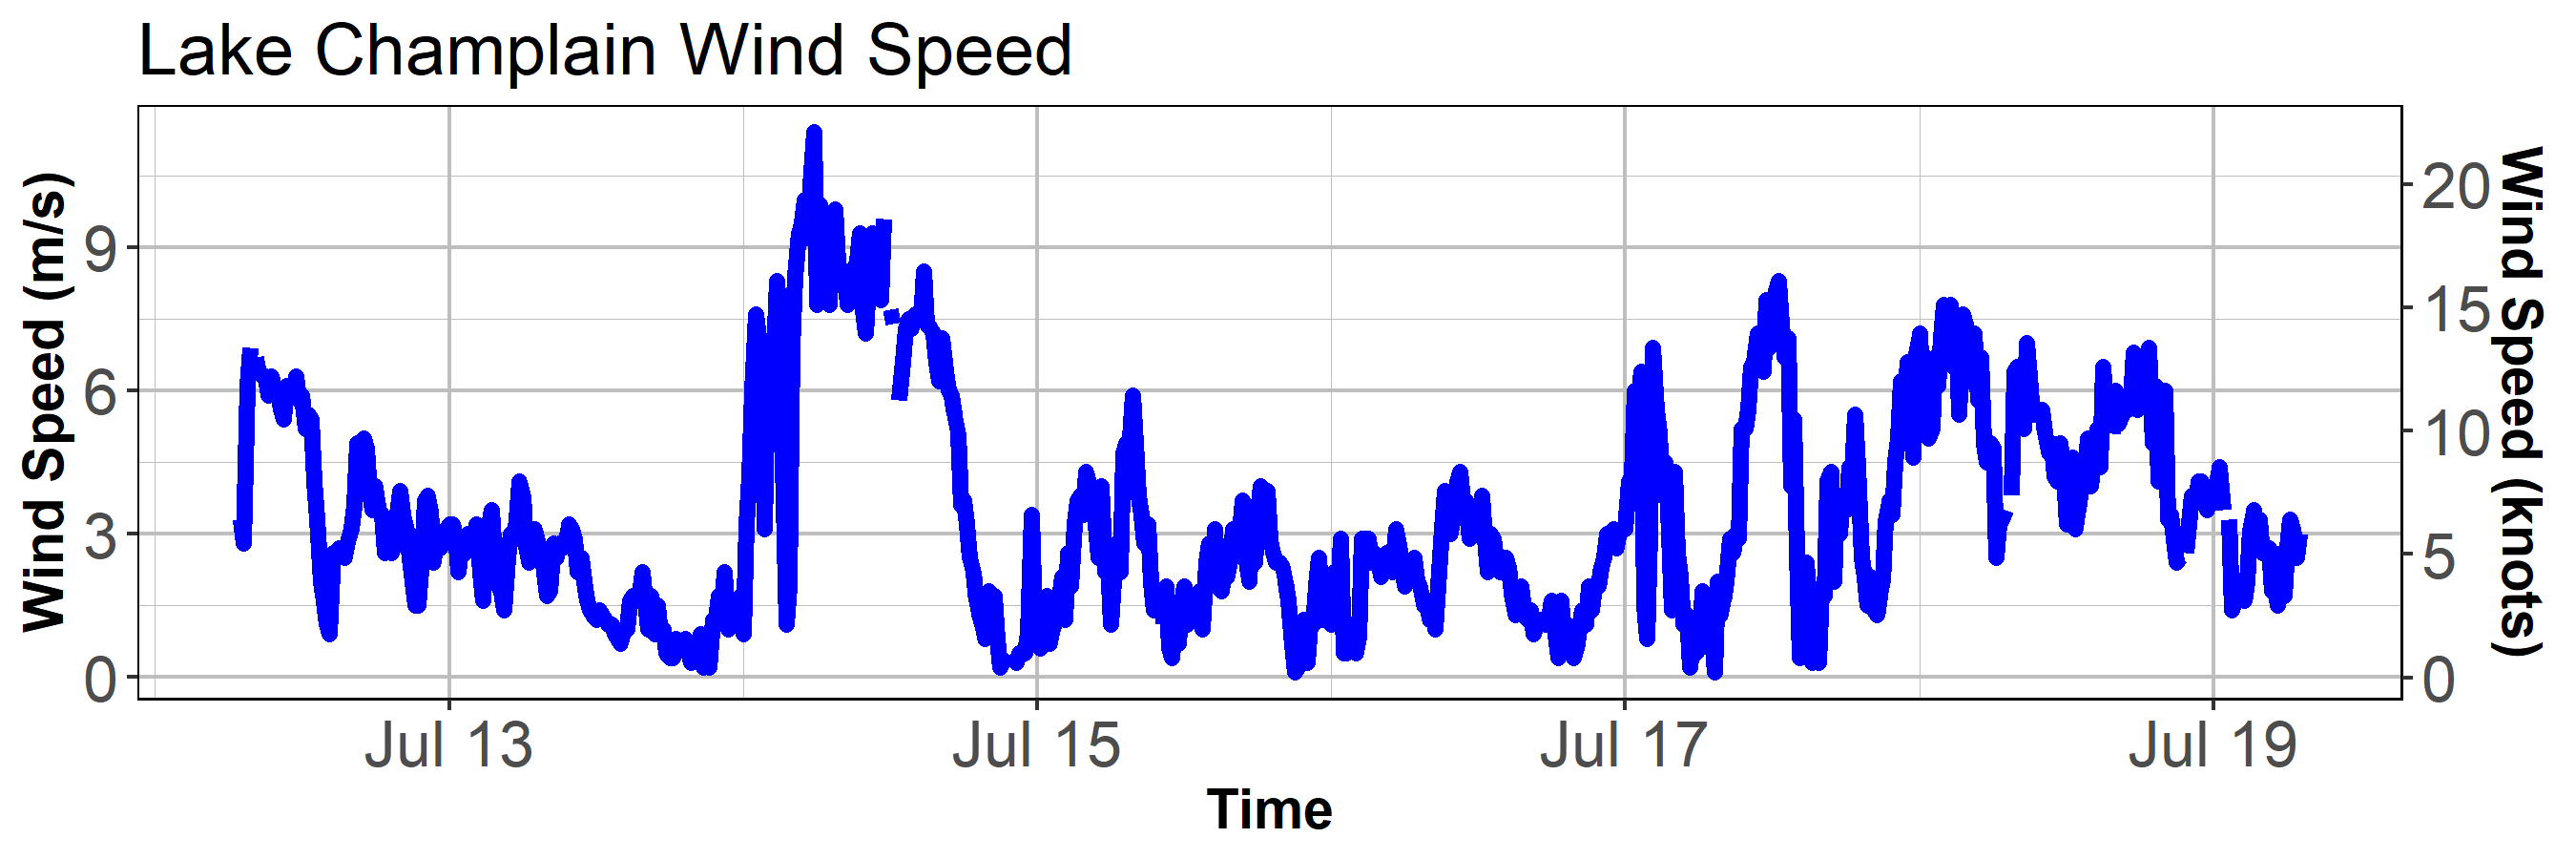 Lake Champlain Wind Speed
Wind Speed (m/s)
9
6
3
0
20
15
10
5
0
Wind Speed (knots)
Jul 13
Jul 15
Jul 17
Jul 19
Time